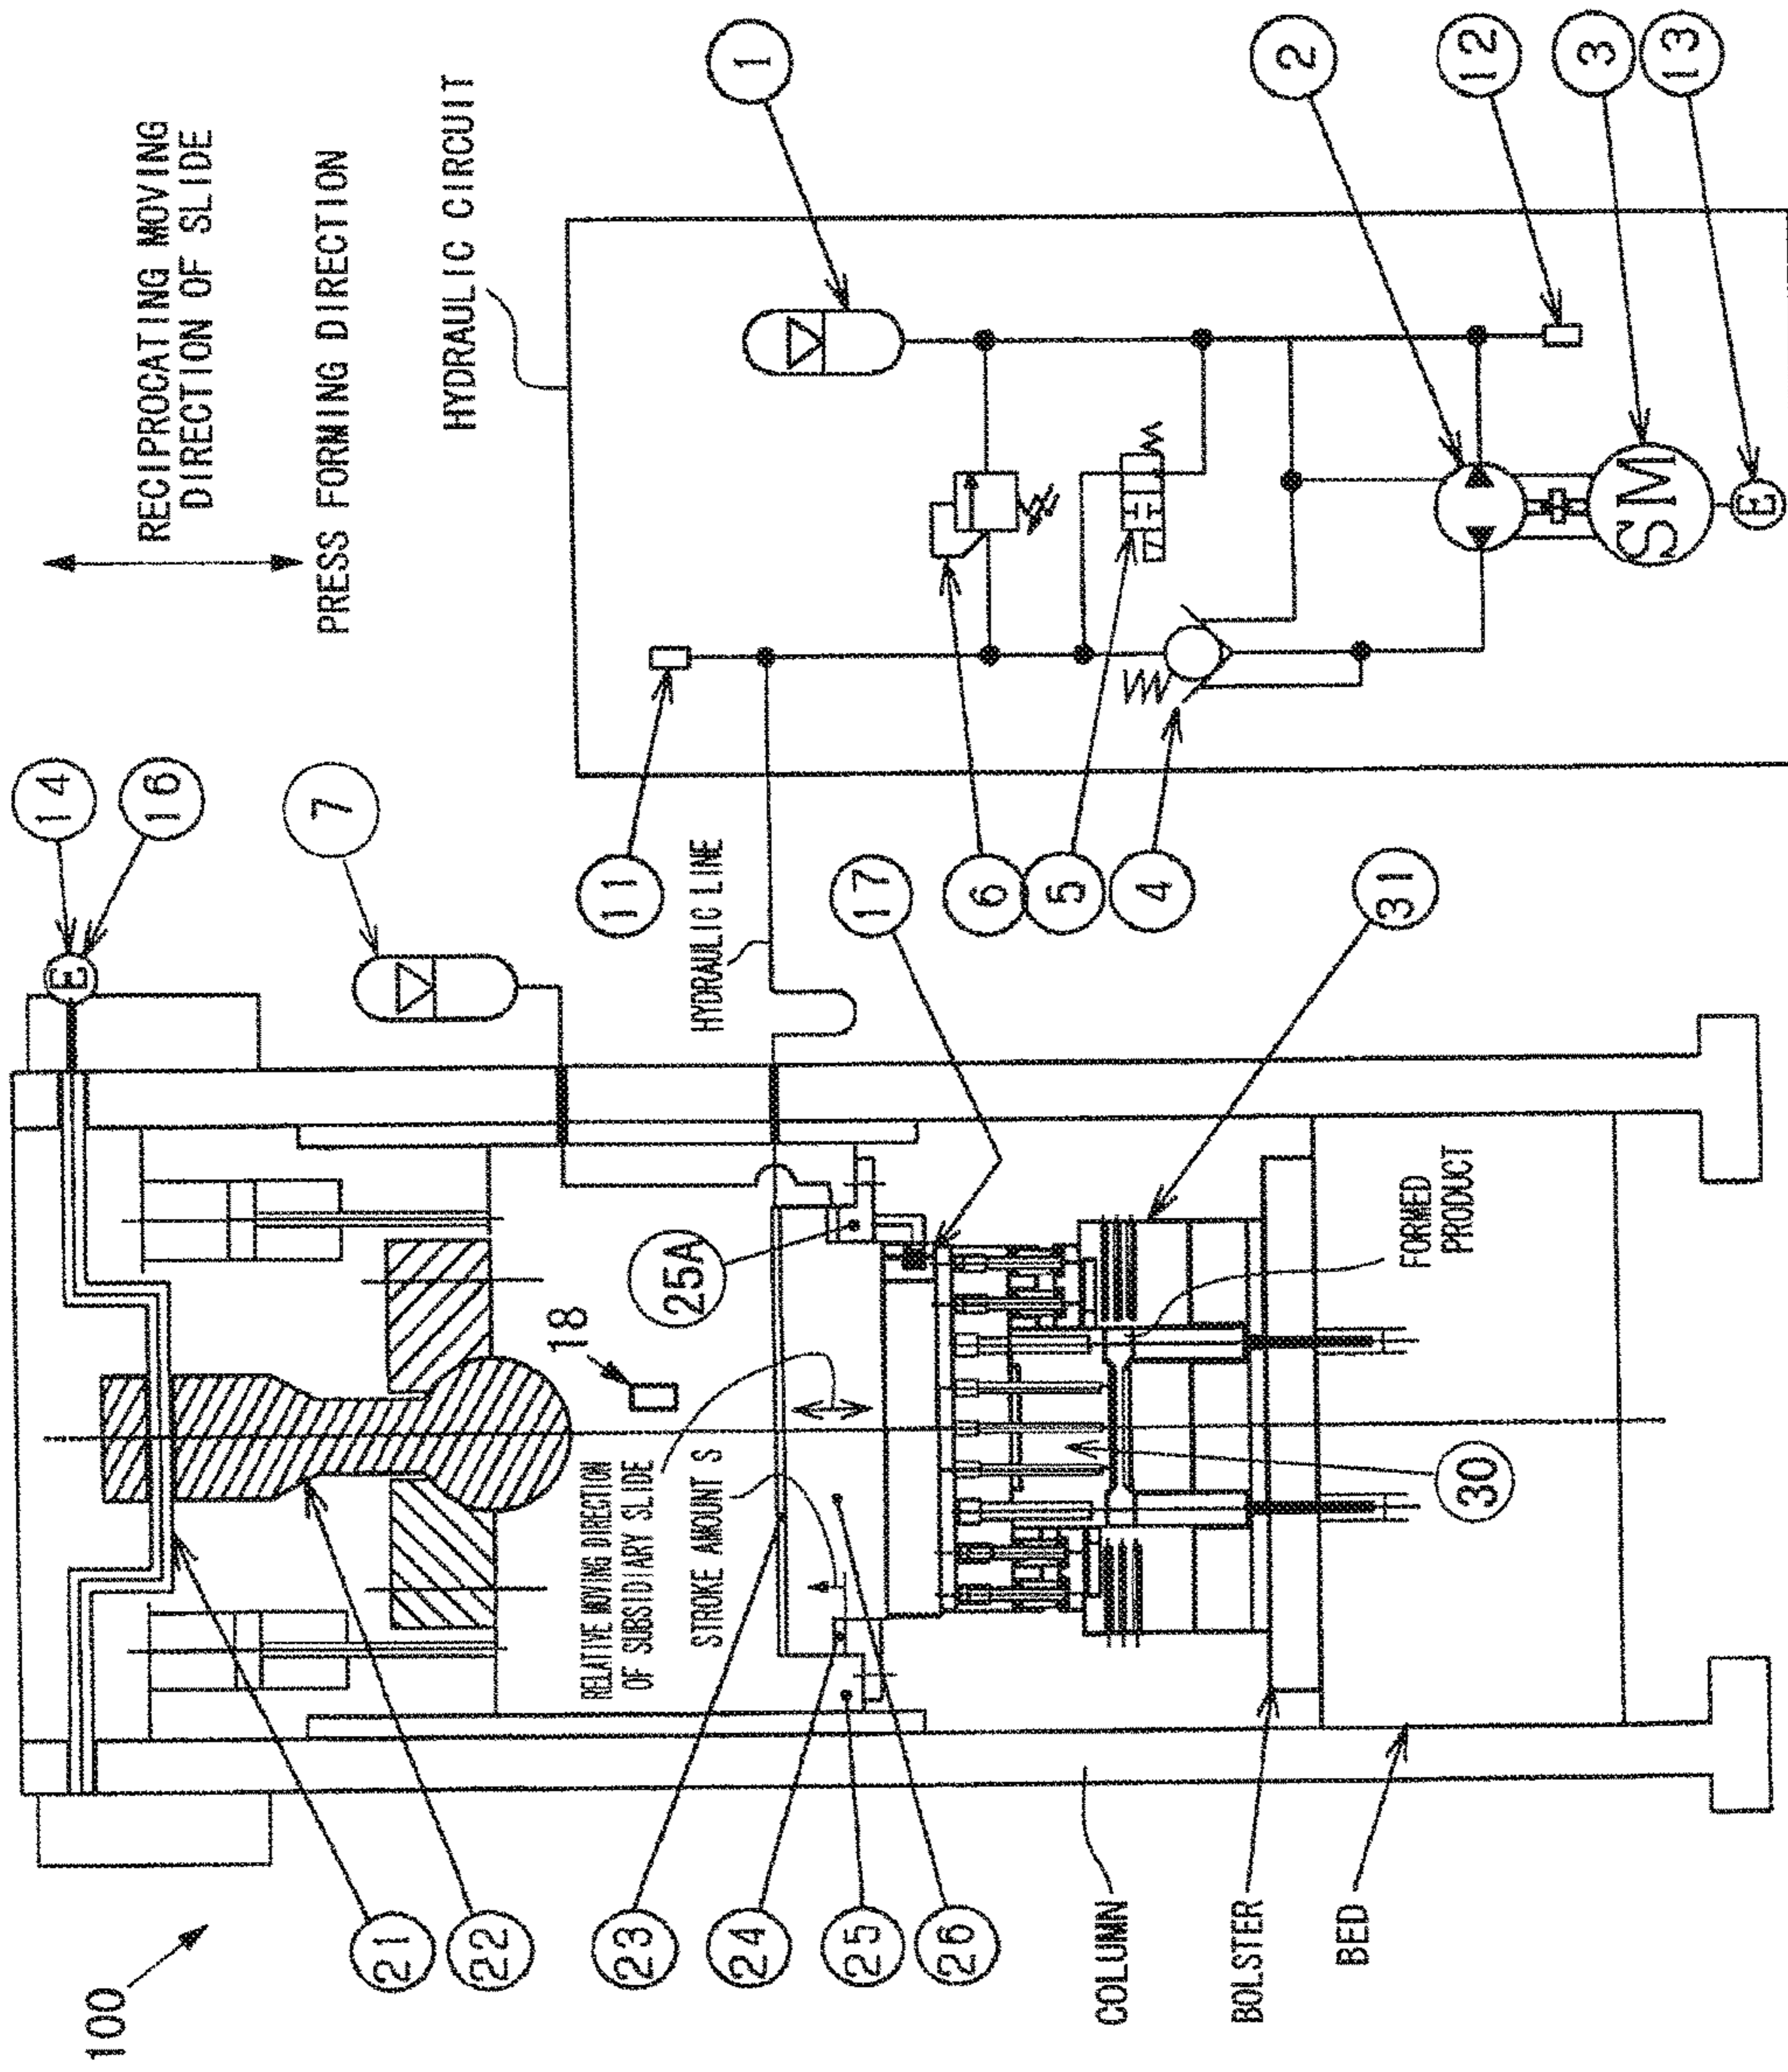 100
RECIPROCATING MOVING
DIRECTION OF SLIDE
PRESS FORMING DIRECTION
HYDRAULIC CIRCUIT
1
2
12
3
13
SM
E
11
6
5
4
14
16
E
7
HYDRAULIC LINE
17
31
25A
18
FORMED
PRODUCT
RELATIVE MOVING DIRECTION
OF SUBSIDIARY SLIDE
STROKE AMOUNT S
30
21
22
23
24
25
26
COLUMN
BOLSTER
BED